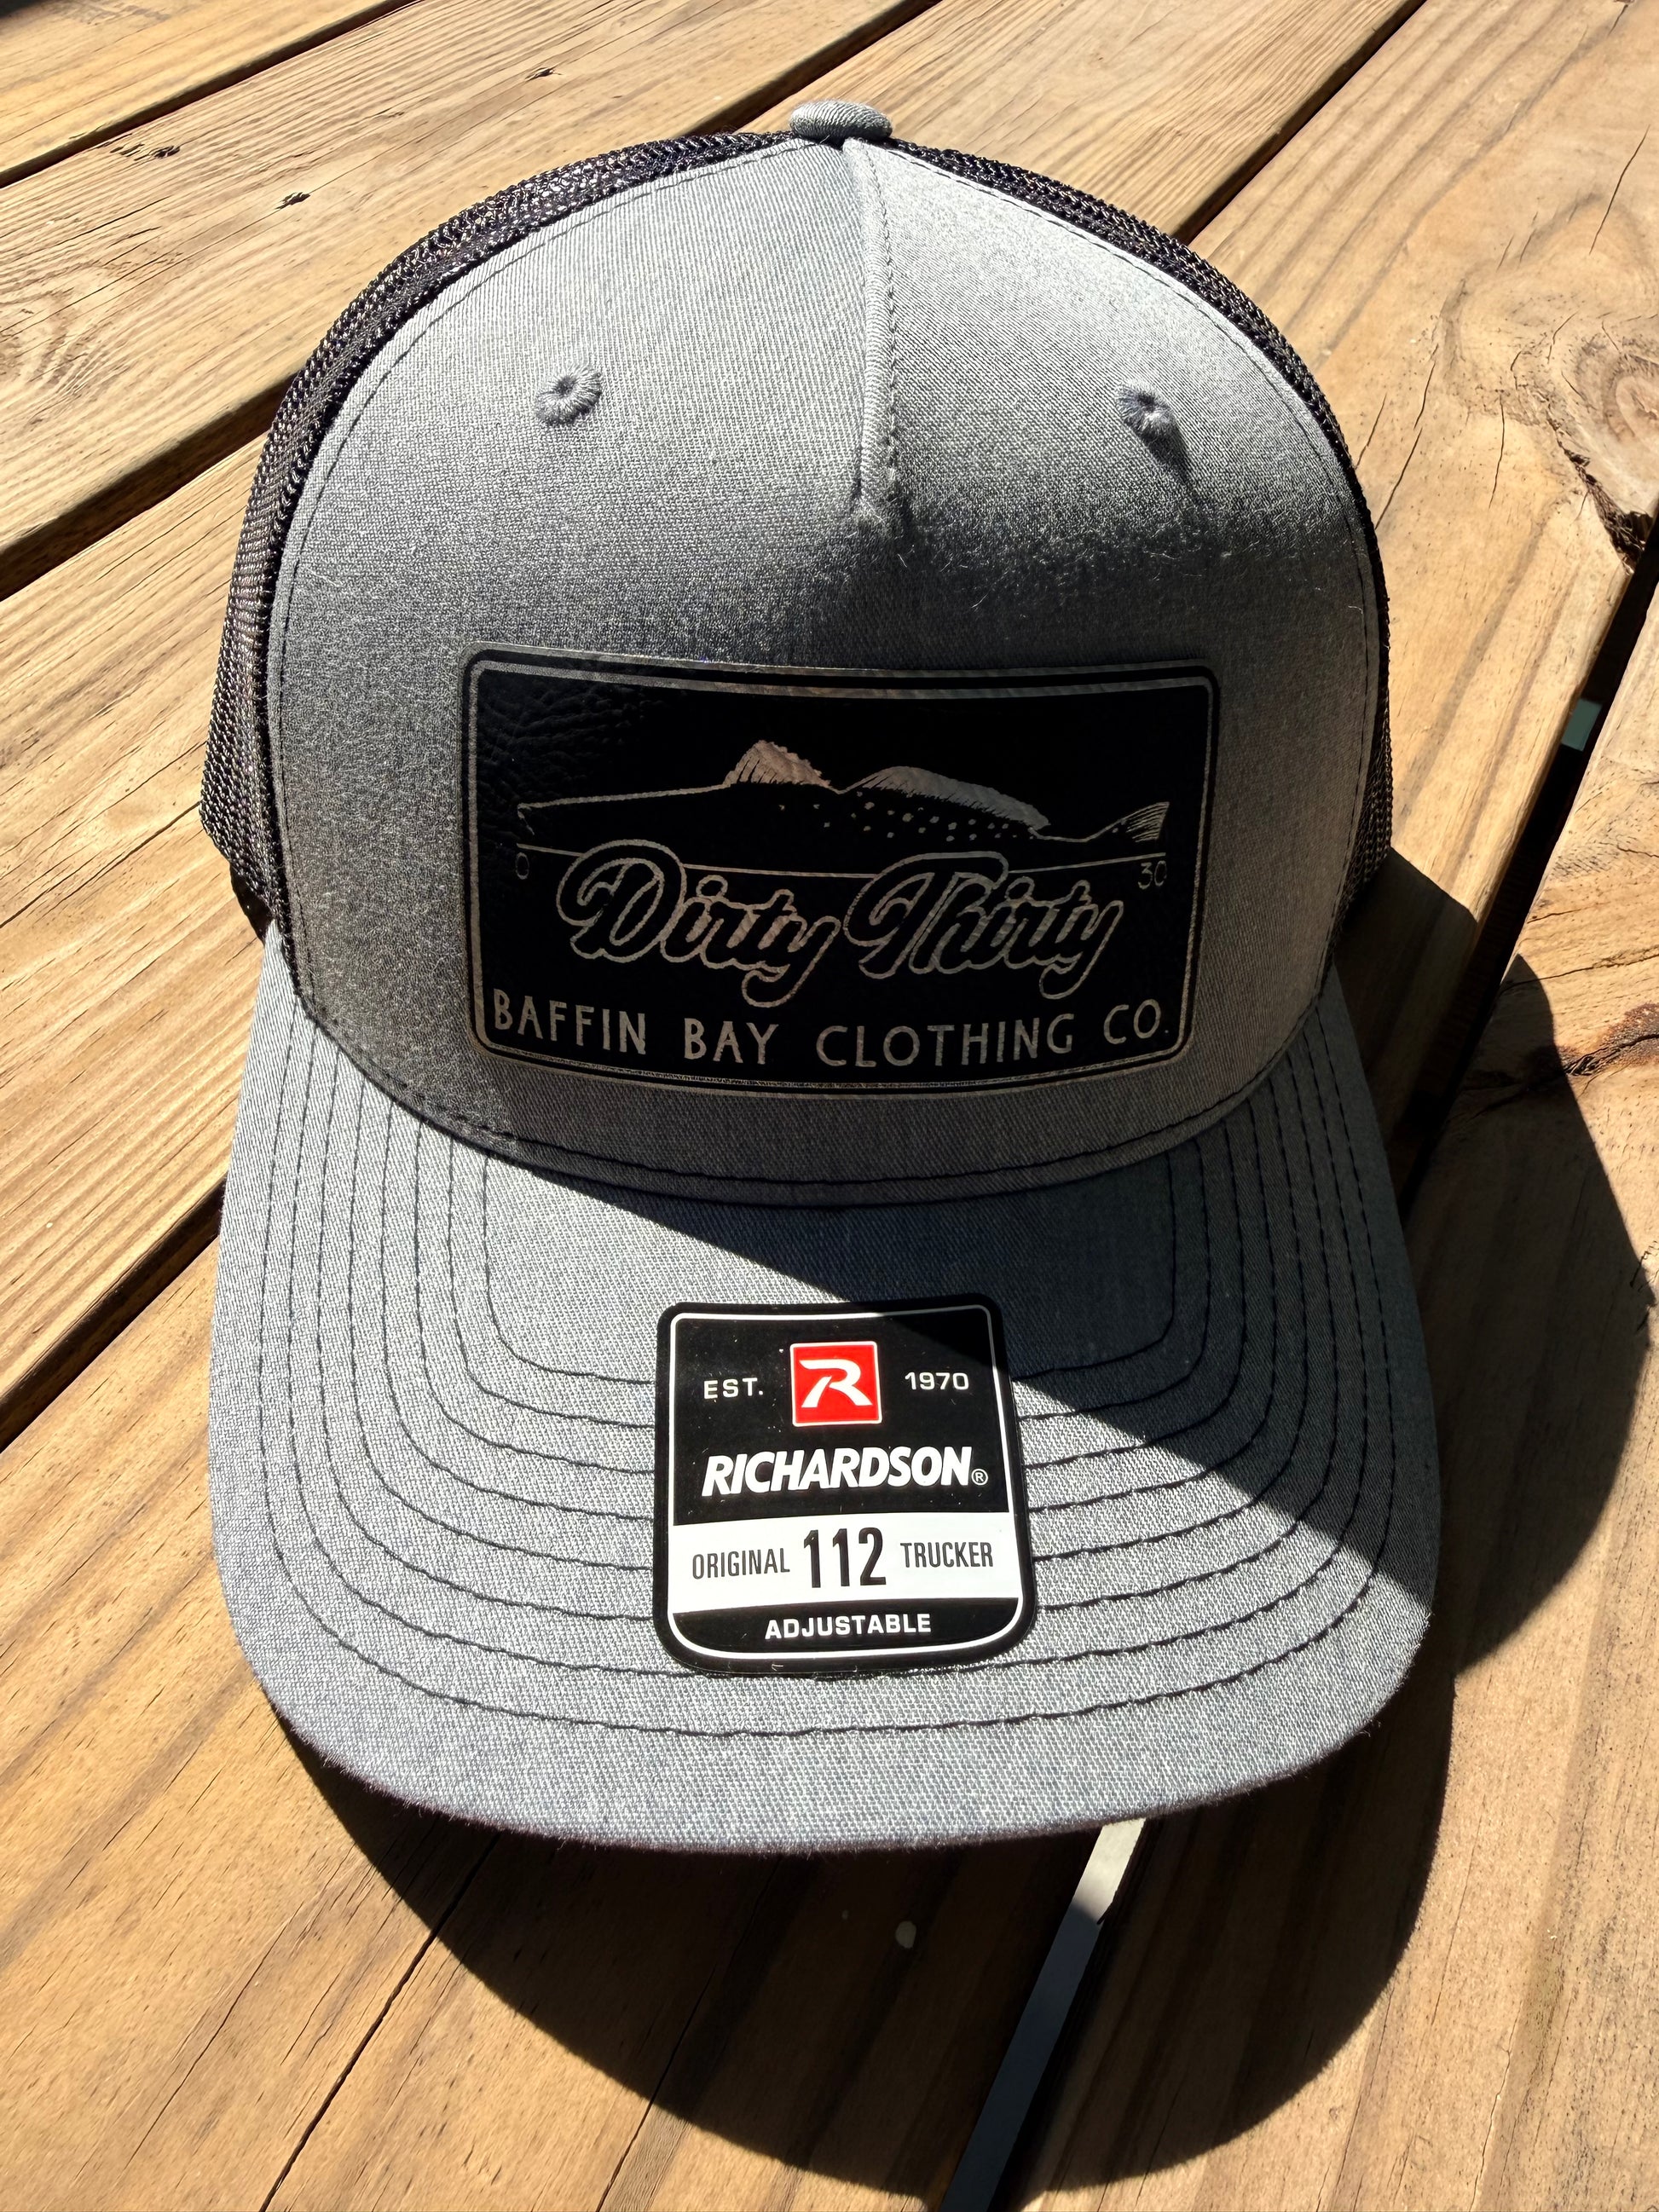 0 30
Dirty Thirty
BAFFIN BAY CLOTHING CO.
EST. R 1970
RICHARDSON®
ORIGINAL 112 TRUCKER
ADJUSTABLE